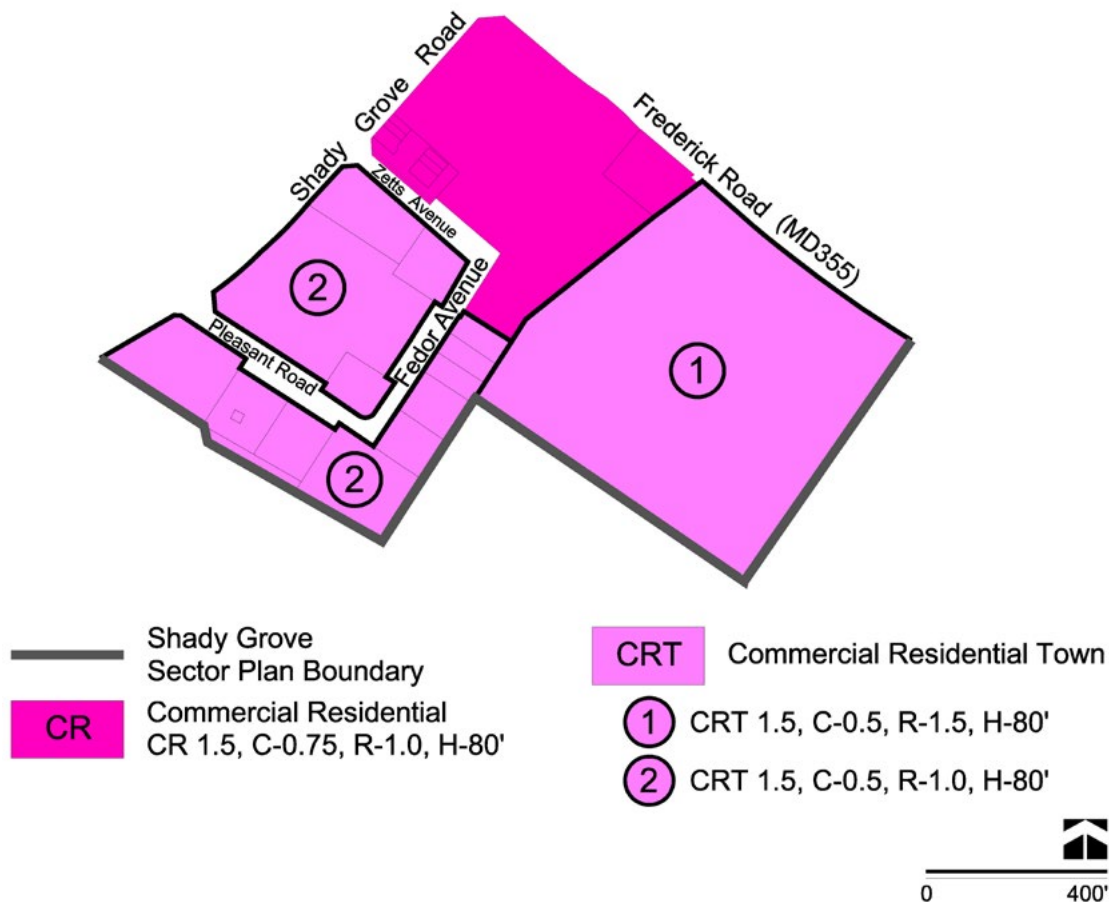 Shady Grove Road
Frederick Road (MD355)
Zetts Avenue
2
Fedor Avenue
Pleasant Road
1
2
Shady Grove
Sector Plan Boundary
CR
Commercial Residential
CR 1.5, C-0.75, R-1.0, H-80'
CRT
Commercial Residential Town
1
CRT 1.5, C-0.5, R-1.5, H-80'
2
CRT 1.5, C-0.5, R-1.0, H-80'
0
400'